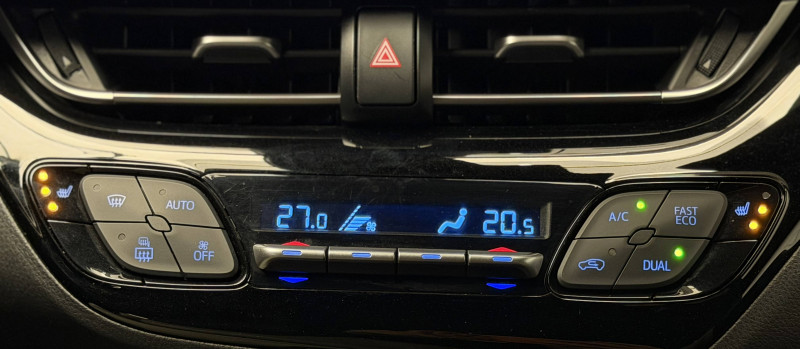 27.0
20.5
AUTO
OFF
A/C
FAST
ECO
DUAL